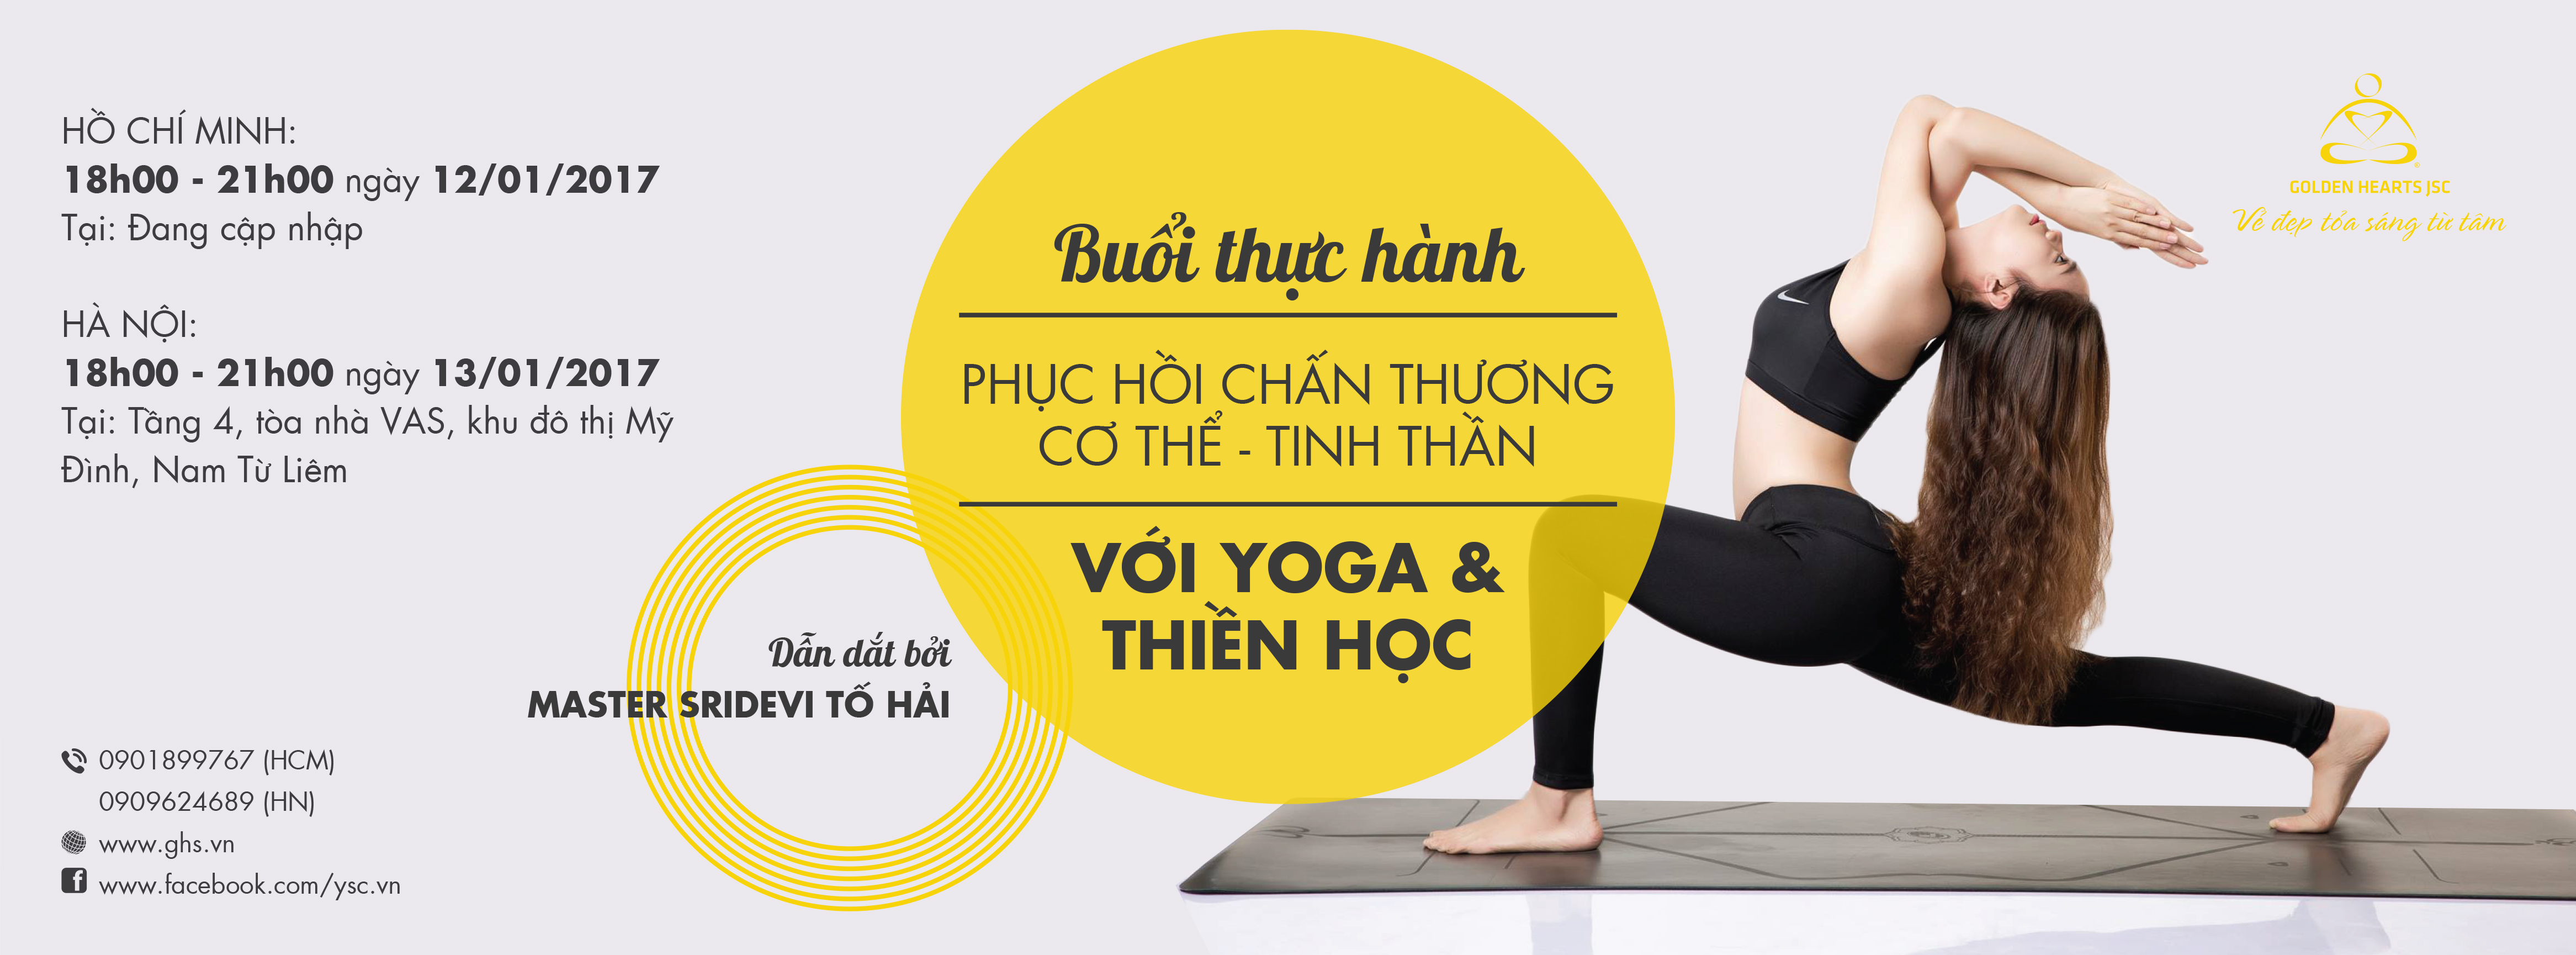 HỒ CHÍ MINH:
18h00 - 21h00 ngày 12/01/2017
Tại: Đang cập nhập
HÀ NỘI:
18h00 - 21h00 ngày 13/01/2017
Tại: Tầng 4, tòa nhà VAS, khu đô thị Mỹ
Đình, Nam Từ Liêm
Buổi thực hành
PHỤC HỒI CHẤN THƯƠNG
CƠ THỂ - TINH THẦN
VỚI YOGA &
THIỀN HỌC
Dẫn dắt bởi
MASTER SRIDEVI TỐ HẢI
0901899767 (HCM)
0909624689 (HN)
www.ghs.vn
www.facebook.com/ysc.vn
GOLDEN HEARTS JSC
Vẻ đẹp tỏa sáng từ tâm